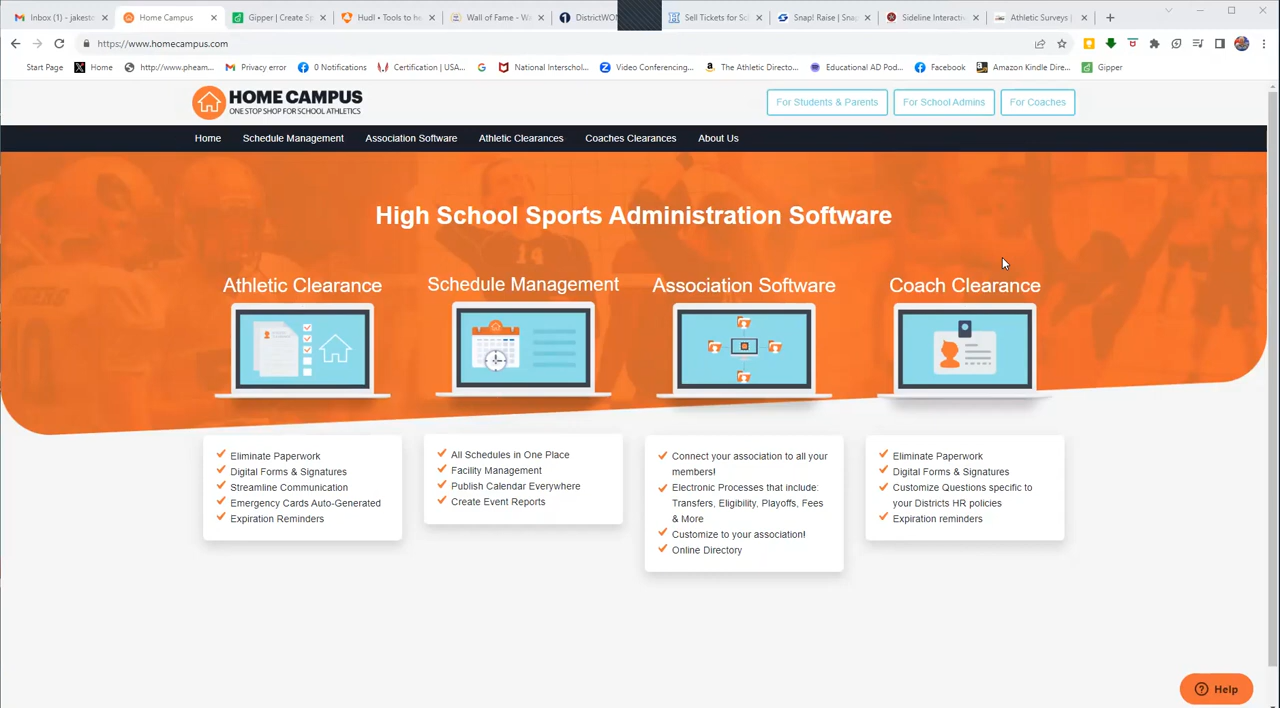 Inbox (1) - jakesto
Home Campus
Gipper | Create Sp
Hudl • Tools to he
Wall of Fame - Wa
DistrictWON
Sell Tickets for Sc
Snap! Raise | Snap
Sideline Interactiv
Athletic Surveys |
https://www.homecampus.com
Start Page
Home
http://www.pheam...
Privacy error
0 Notifications
Certification | USA...
National Interschol...
Video Conferencing...
The Athletic Directo...
Educational AD Pod...
Facebook
Amazon Kindle Dire...
Gipper
HOME CAMPUS
ONE STOP SHOP FOR SCHOOL ATHLETICS
For Students & Parents
For School Admins
For Coaches
Home
Schedule Management
Association Software
Athletic Clearances
Coaches Clearances
About Us
High School Sports Administration Software
Athletic Clearance
Eliminate Paperwork
Digital Forms & Signatures
Streamline Communication
Emergency Cards Auto-Generated
Expiration Reminders
Schedule Management
All Schedules in One Place
Facility Management
Publish Calendar Everywhere
Create Event Reports
Association Software
Connect your association to all your
members!
Electronic Processes that include:
Transfers, Eligibility, Playoffs, Fees
& More
Customize to your association!
Online Directory
Coach Clearance
Eliminate Paperwork
Digital Forms & Signatures
Customize Questions specific to
your Districts HR policies
Expiration reminders
14
Help